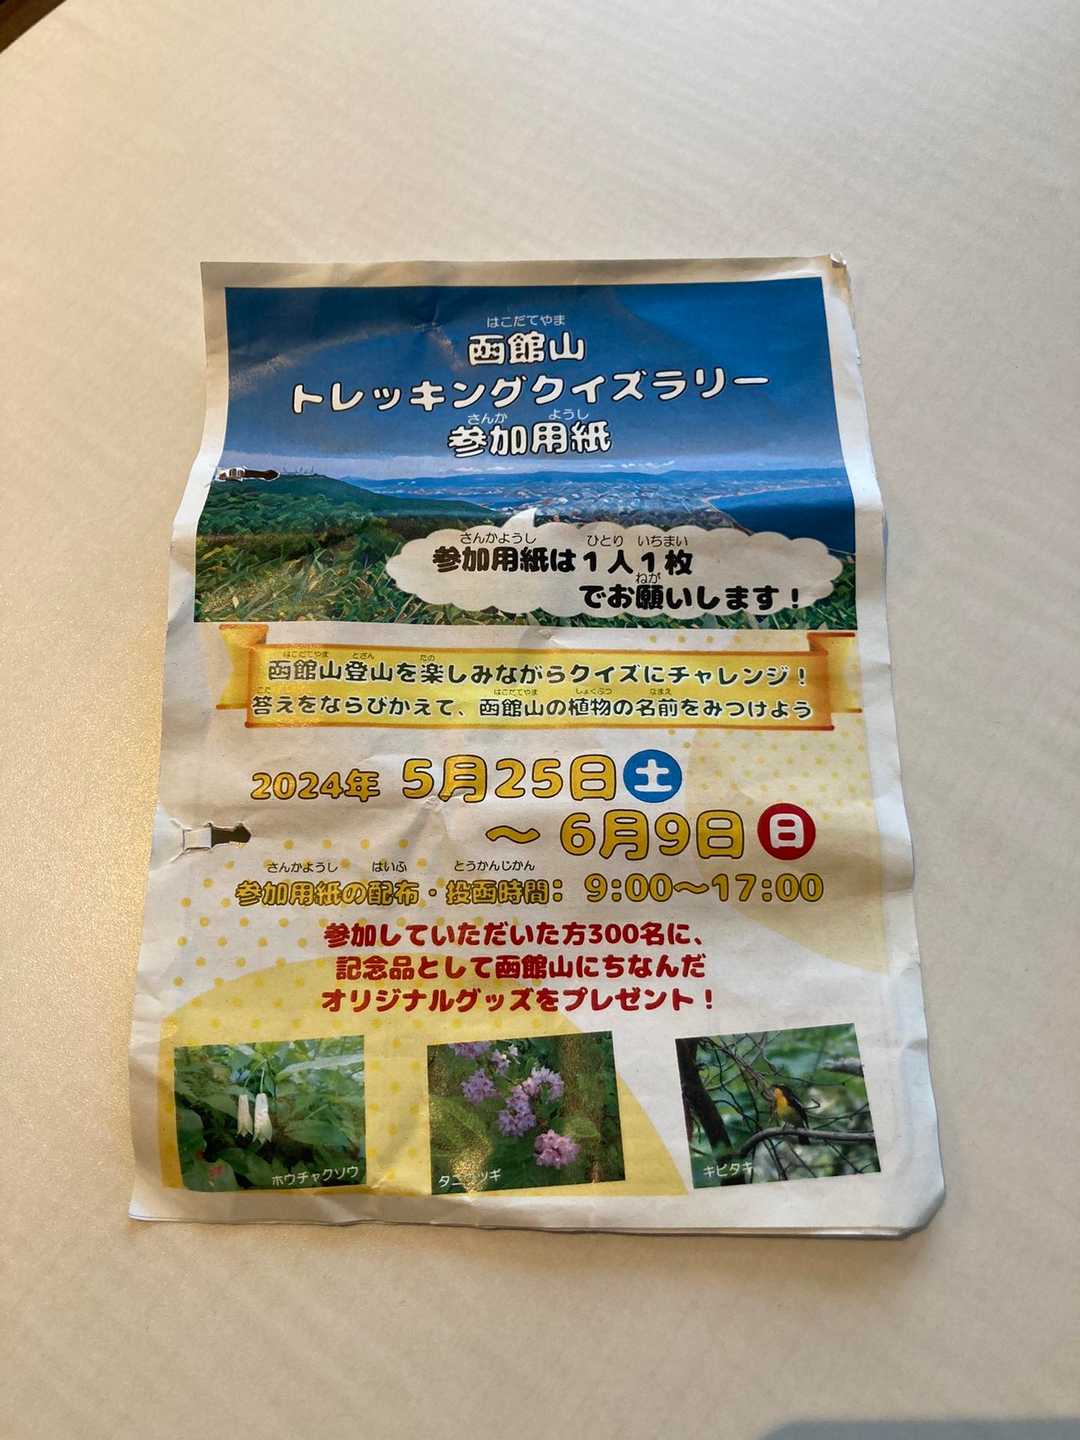 はこだてやま
函館山
トレッキングクイズラリー
さんか ようし
参加用紙
さんかようし ひとり いちまい
参加用紙は1人1枚
ねが
でお願いします！
はこだてやま とざん たの
函館山登山を楽しみながらクイズにチャレンジ！
こた はこだてやま しょくぶつ なまえ
答えをならびかえて、函館山の植物の名前をみつけよう
2024年 5月25日土
～6月9日日
さんかようし はいふ とうかんじかん
参加用紙の配布・投函時間：9:00～17:00
参加していただいた方300名に、
記念品として函館山にちなんだ
オリジナルグッズをプレゼント！
ホウチャクソウ
タニウツギ
キビタキ